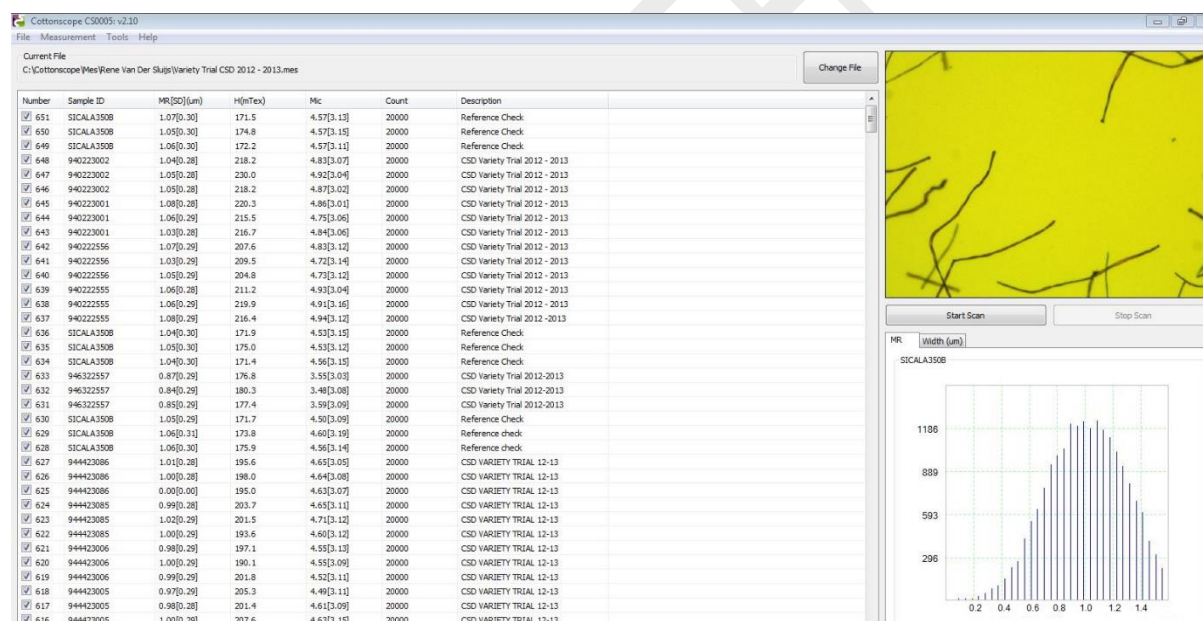 Cottonscope CS0005: v2.10
File Measurement Tools Help
Current File
C:\Cottonscope\Mes\Rene Van Der Sluijs\Variety Trial CSD 2012 - 2013.mes
Change File
Number Sample ID MR[SD](um) H(mTex) Mic Count Description
651 SICALA350B 1.07[0.30] 171.5 4.57[3.13] 20000 Reference Check
650 SICALA350B 1.05[0.30] 174.8 4.57[3.15] 20000 Reference Check
649 SICALA350B 1.06[0.30] 172.2 4.57[3.11] 20000 Reference Check
648 940223002 1.04[0.28] 218.2 4.83[3.07] 20000 CSD Variety Trial 2012 - 2013
647 940223002 1.05[0.28] 230.0 4.92[3.04] 20000 CSD Variety Trial 2012 - 2013
646 940223002 1.05[0.28] 218.2 4.87[3.02] 20000 CSD Variety Trial 2012 - 2013
645 940223001 1.08[0.28] 220.3 4.86[3.01] 20000 CSD Variety Trial 2012 - 2013
644 940223001 1.06[0.29] 215.5 4.75[3.06] 20000 CSD Variety Trial 2012 - 2013
643 940223001 1.03[0.28] 216.7 4.84[3.06] 20000 CSD Variety Trial 2012 - 2013
642 940222556 1.07[0.29] 207.6 4.83[3.12] 20000 CSD Variety Trial 2012 - 2013
641 940222556 1.03[0.29] 209.5 4.72[3.14] 20000 CSD Variety Trial 2012 - 2013
640 940222556 1.05[0.29] 204.8 4.73[3.12] 20000 CSD Variety Trial 2012 - 2013
639 940222555 1.06[0.28] 211.2 4.93[3.04] 20000 CSD Variety Trial 2012 - 2013
638 940222555 1.06[0.29] 219.9 4.91[3.16] 20000 CSD Variety Trial 2012 - 2013
637 940222555 1.08[0.29] 216.4 4.94[3.12] 20000 CSD Variety Trial 2012 -2013
636 SICALA350B 1.04[0.30] 171.9 4.53[3.15] 20000 Reference Check
635 SICALA350B 1.05[0.30] 175.0 4.53[3.12] 20000 Reference Check
634 SICALA350B 1.04[0.30] 171.4 4.56[3.15] 20000 Reference Check
633 946322557 0.87[0.29] 176.8 3.55[3.03] 20000 CSD Variety Trial 2012-2013
632 946322557 0.84[0.29] 180.3 3.48[3.08] 20000 CSD Variety Trial 2012-2013
631 946322557 0.85[0.29] 177.4 3.59[3.09] 20000 CSD Variety Trial 2012-2013
630 SICALA350B 1.05[0.29] 171.7 4.50[3.09] 20000 Reference Check
629 SICALA350B 1.06[0.31] 173.8 4.60[3.19] 20000 Reference check
628 SICALA350B 1.06[0.30] 175.9 4.56[3.14] 20000 Reference check
627 944423086 1.01[0.28] 195.6 4.65[3.05] 20000 CSD VARIETY TRIAL 12-13
626 944423086 1.00[0.28] 198.0 4.64[3.08] 20000 CSD VARIETY TRIAL 12-13
625 944423086 0.00[0.00] 195.0 4.63[3.07] 20000 CSD VARIETY TRIAL 12-13
624 944423085 0.99[0.28] 203.7 4.65[3.11] 20000 CSD VARIETY TRIAL 12-13
623 944423085 1.02[0.29] 201.5 4.71[3.12] 20000 CSD VARIETY TRIAL 12-13
622 944423085 1.00[0.29] 193.6 4.60[3.12] 20000 CSD VARIETY TRIAL 12-13
621 944423006 0.98[0.29] 197.1 4.55[3.13] 20000 CSD VARIETY TRIAL 12-13
620 944423006 1.00[0.29] 190.1 4.55[3.09] 20000 CSD VARIETY TRIAL 12-13
619 944423006 0.99[0.29] 201.8 4.52[3.11] 20000 CSD VARIETY TRIAL 12-13
618 944423005 0.97[0.29] 205.3 4.49[3.11] 20000 CSD VARIETY TRIAL 12-13
617 944423005 0.98[0.28] 201.4 4.61[3.09] 20000 CSD VARIETY TRIAL 12-13
616 944423005 1.00[0.29] 207.6 4.63[3.15] 20000 CSD VARIETY TRIAL 12-13
Start Scan Stop Scan
MR Width (um)
SICALA350B
1186
889
593
296
0.2 0.4 0.6 0.8 1.0 1.2 1.4